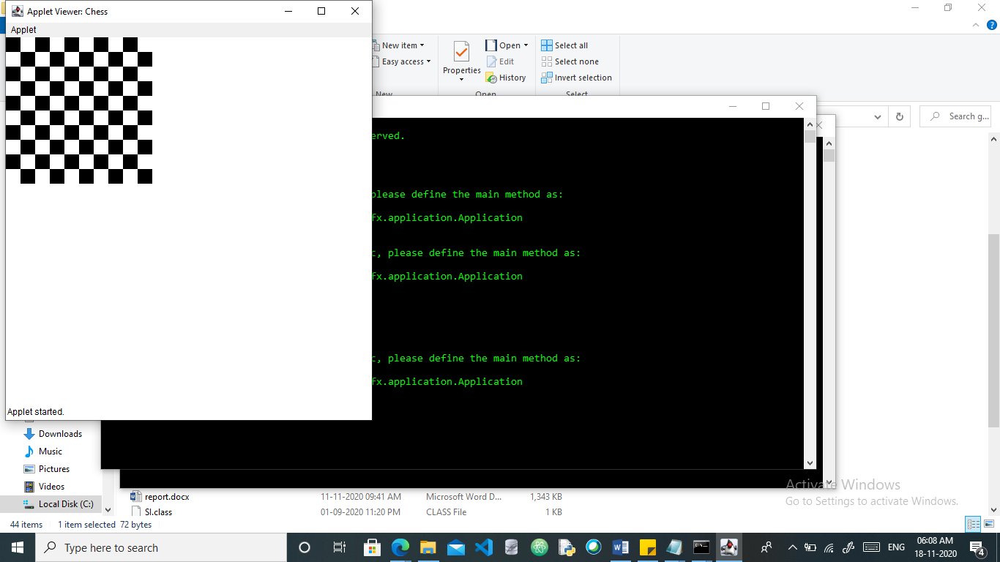 Applet Viewer: Chess
Applet
Applet started.
New item
Easy access
New
Properties
Open
Edit
History
Open
Select all
Select none
Invert selection
Select
Search g...
erved.
please define the main method as:
fx.application.Application
c, please define the main method as:
fx.application.Application
c, please define the main method as:
fx.application.Application
Downloads
Music
Pictures
Videos
Local Disk (C:)
report.docx 11-11-2020 09:41 AM Microsoft Word D... 1,343 KB
Sl.class 01-09-2020 11:20 PM CLASS File 1 KB
Activate Windows
Go to Settings to activate Windows.
44 items 1 item selected 72 bytes
Type here to search
ENG
06:08 AM
18-11-2020
4